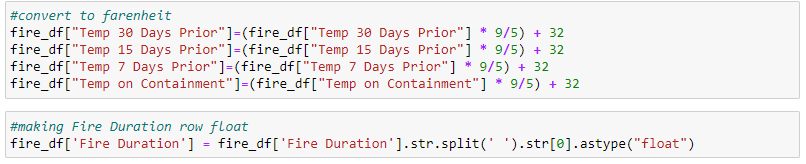 #convert to farenheit
fire_df["Temp 30 Days Prior"]=(fire_df["Temp 30 Days Prior"] * 9/5) + 32
fire_df["Temp 15 Days Prior"]=(fire_df["Temp 15 Days Prior"] * 9/5) + 32
fire_df["Temp 7 Days Prior"]=(fire_df["Temp 7 Days Prior"] * 9/5) + 32
fire_df["Temp on Containment"]=(fire_df["Temp on Containment"] * 9/5) + 32
#making Fire Duration row float
fire_df['Fire Duration'] = fire_df['Fire Duration'].str.split(' ').str[0].astype("float")